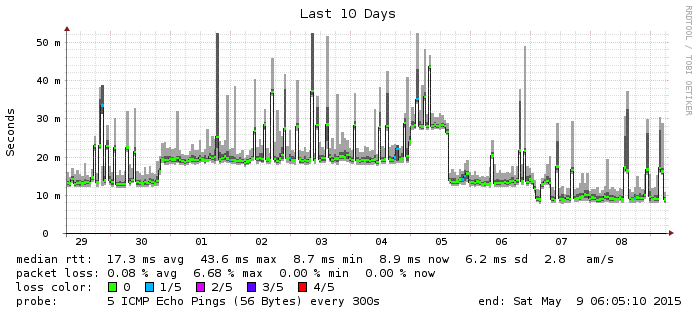 Last 10 Days
RRDTOOL / TOBI OETIKER
Seconds
50 m
40 m
30 m
20 m
10 m
0
29 30 01 02 03 04 05 06 07 08
median rtt: 17.3 ms avg 43.6 ms max 8.7 ms min 8.9 ms now 6.2 ms sd 2.8 am/s
packet loss: 0.08 % avg 6.68 % max 0.00 % min 0.00 % now
loss color: 0 1/5 2/5 3/5 4/5
probe: 5 ICMP Echo Pings (56 Bytes) every 300s end: Sat May 9 06:05:10 2015